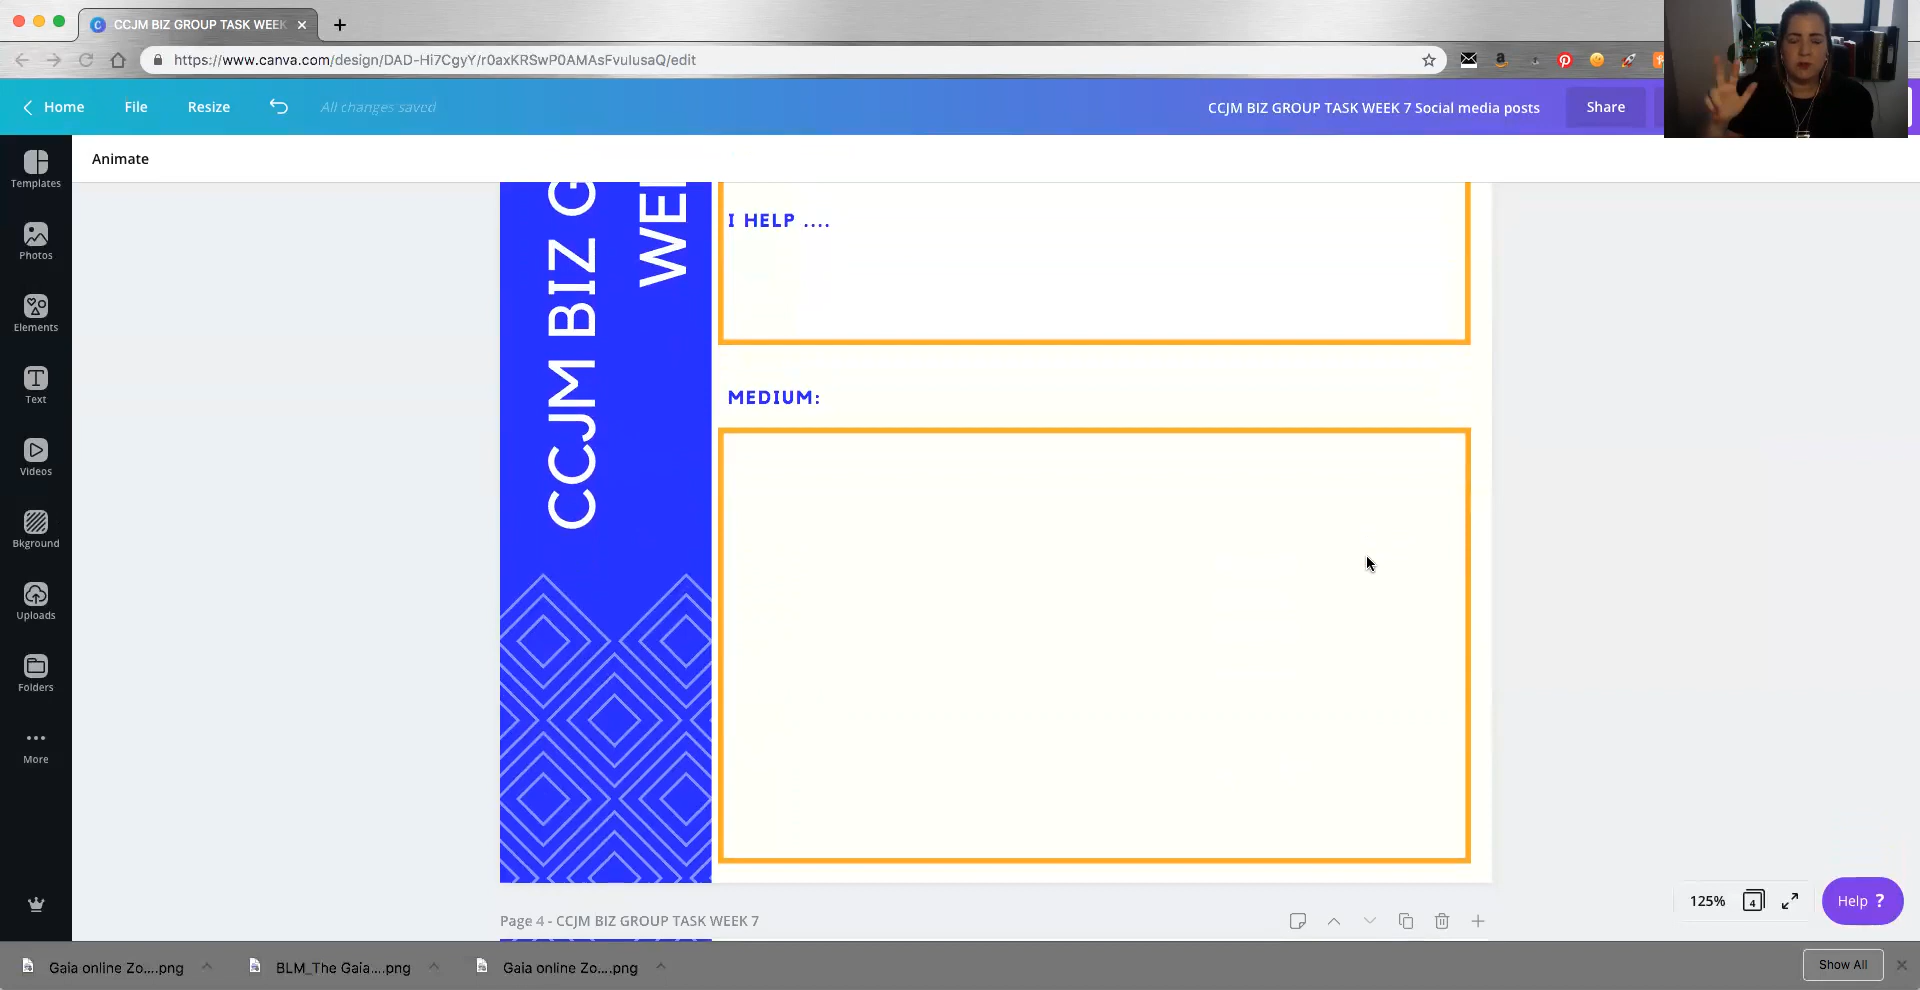 CCJM BIZ GROUP TASK WEEK
https://www.canva.com/design/DAD-Hi7CgyY/r0axKRSwP0AMAsFvuIusaQ/edit
Home
File
Resize
All changes saved
CCJM BIZ GROUP TASK WEEK 7 Social media posts
Share
Animate
Templates
Photos
Elements
Text
Videos
Bkground
Uploads
Folders
More
CCJM BIZ G
WEE
I HELP ....
MEDIUM:
125%
4
Help ?
Page 4 - CCJM BIZ GROUP TASK WEEK 7
Gaia online Zo....png
BLM_The Gaia....png
Gaia online Zo....png
Show All